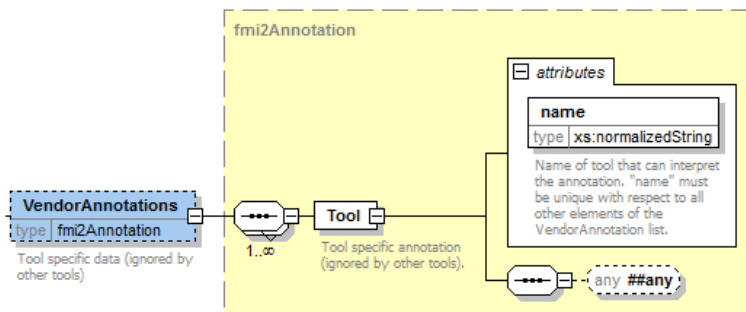 fmi2Annotation
attributes
name
type xs:normalizedString
Name of tool that can interpret
the annotation. "name" must
be unique with respect to all
other elements of the
VendorAnnotation list.
VendorAnnotations
type fmi2Annotation
Tool specific data (ignored by
other tools)
1..∞
Tool
Tool specific annotation
(ignored by other tools).
any ##any